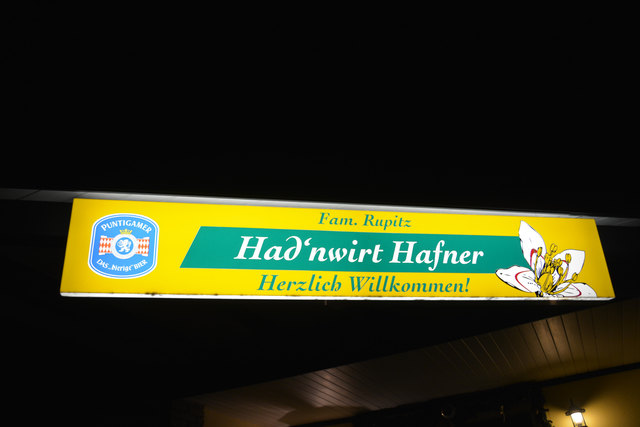 Fam. Rupitz
Had'nwirt Hafner
Herzlich Willkommen!
PUNTIGAMER
DAS „bierige“ BIER